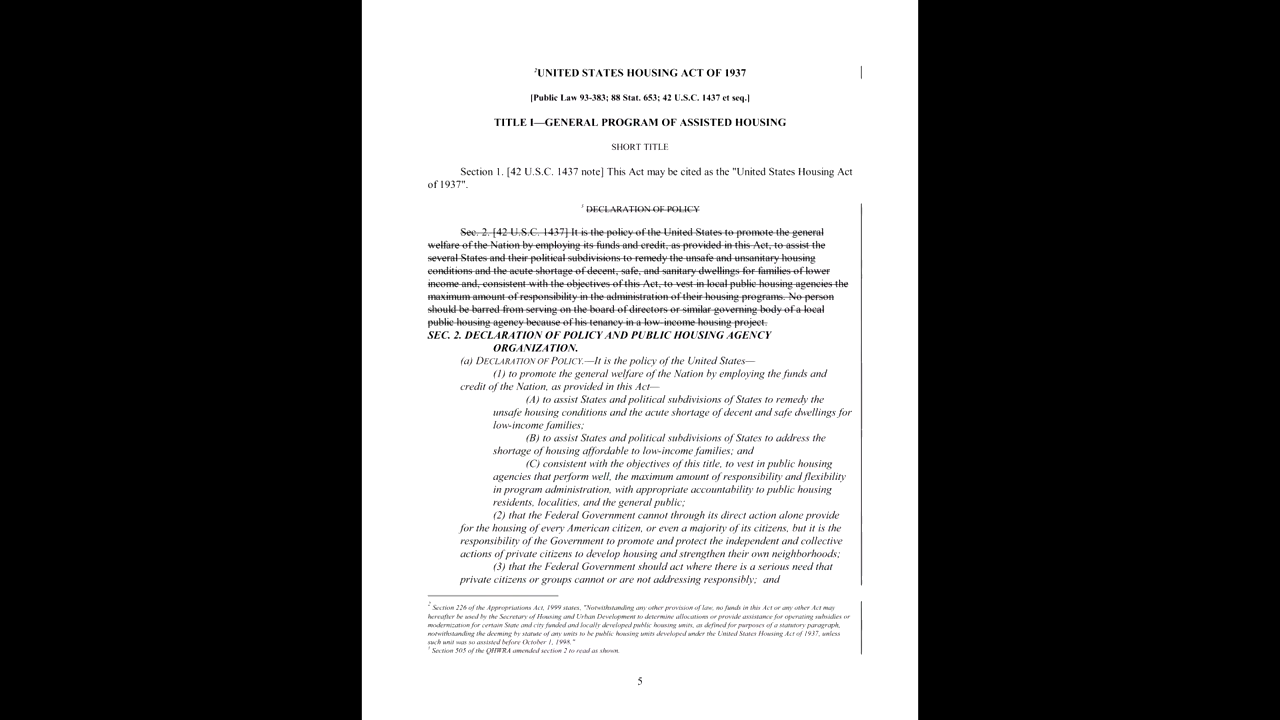 2UNITED STATES HOUSING ACT OF 1937
[Public Law 93-383; 88 Stat. 653; 42 U.S.C. 1437 et seq.]
TITLE I—GENERAL PROGRAM OF ASSISTED HOUSING
SHORT TITLE
Section 1. [42 U.S.C. 1437 note] This Act may be cited as the "United States Housing Act
of 1937".
3 DECLARATION OF POLICY
Sec. 2. [42 U.S.C. 1437] It is the policy of the United States to promote the general
welfare of the Nation by employing its funds and credit, as provided in this Act, to assist the
several States and their political subdivisions to remedy the unsafe and unsanitary housing
conditions and the acute shortage of decent, safe, and sanitary dwellings for families of lower
income and, consistent with the objectives of this Act, to vest in local public housing agencies the
maximum amount of responsibility in the administration of their housing programs. No person
should be barred from serving on the board of directors or similar governing body of a local
public housing agency because of his tenancy in a low-income housing project.
SEC. 2. DECLARATION OF POLICY AND PUBLIC HOUSING AGENCY
ORGANIZATION.
(a) DECLARATION OF POLICY.—It is the policy of the United States—
(1) to promote the general welfare of the Nation by employing the funds and
credit of the Nation, as provided in this Act—
(A) to assist States and political subdivisions of States to remedy the
unsafe housing conditions and the acute shortage of decent and safe dwellings for
low-income families;
(B) to assist States and political subdivisions of States to address the
shortage of housing affordable to low-income families; and
(C) consistent with the objectives of this title, to vest in public housing
agencies that perform well, the maximum amount of responsibility and flexibility
in program administration, with appropriate accountability to public housing
residents, localities, and the general public;
(2) that the Federal Government cannot through its direct action alone provide
for the housing of every American citizen, or even a majority of its citizens, but it is the
responsibility of the Government to promote and protect the independent and collective
actions of private citizens to develop housing and strengthen their own neighborhoods;
(3) that the Federal Government should act where there is a serious need that
private citizens or groups cannot or are not addressing responsibly; and
2 Section 226 of the Appropriations Act, 1999 states, "Notwithstanding any other provision of law, no funds in this Act or any other Act may
hereafter be used by the Secretary of Housing and Urban Development to determine allocations or provide assistance for operating subsidies or
modernization for certain State and city funded and locally developed public housing units, as defined for purposes of a statutory paragraph,
notwithstanding the deeming by statute of any units to be public housing units developed under the United States Housing Act of 1937, unless
such unit was so assisted before October 1, 1998."
3 Section 505 of the QHWRA amended section 2 to read as shown.
5